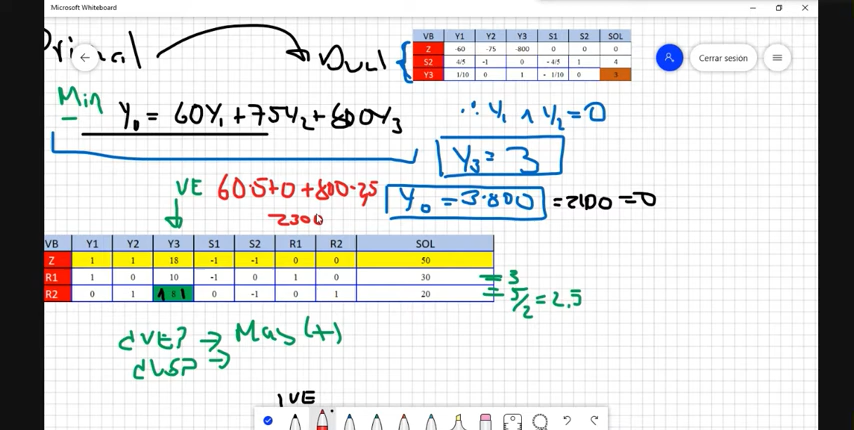 Microsoft Whiteboard
Primal
Dual
VB Y1 Y2 Y3 S1 S2 SOL
Z -60 -75 -800 0 0 0
S2 4/5 -1 0 - 4/5 1 4
Y3 1/10 0 1 - 1/10 0 3
Cerrar sesión
Min
Y0 = 60Y1 + 75Y2 + 800Y3
∴ Y1 ∧ Y2 = 0
Y3 = 3
VE
60·5+0+800·2,5
2300
Y0 = 3·800 = 2400 = 0
VB Y1 Y2 Y3 S1 S2 R1 R2 SOL
Z 1 1 18 -1 -1 0 0 50
R1 1 0 10 -1 0 1 0 30
R2 0 1 8 0 -1 0 1 20
= 3
= 5/2 = 2.5
¿VE? → Mas (+)
¿VS? →
VE